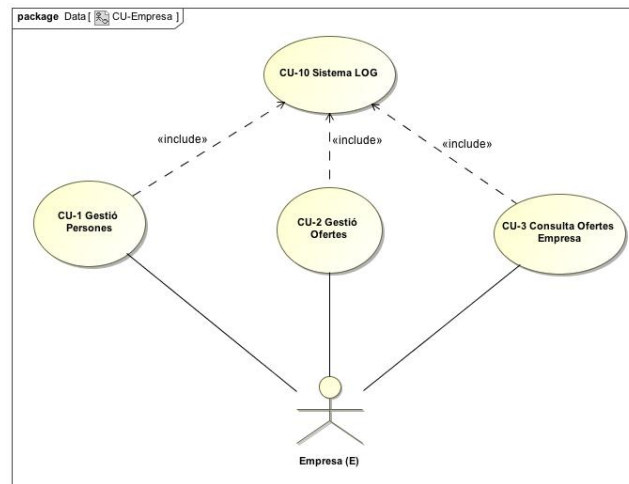 package Data [ CU-Empresa ]
CU-10 Sistema LOG
«include»
«include»
«include»
CU-1 Gestió
Persones
CU-2 Gestió
Ofertes
CU-3 Consulta Ofertes
Empresa
Empresa (E)